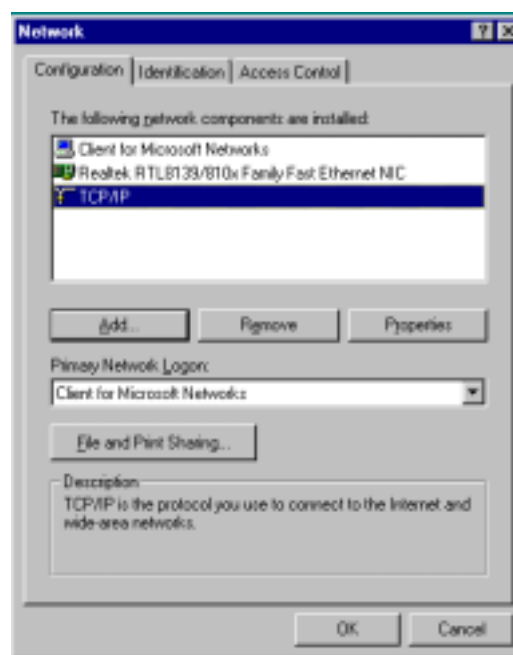 Network
Configuration Identification Access Control
The following network components are installed:
Client for Microsoft Networks
Realtek RTL8139/810x Family Fast Ethernet NIC
TCP/IP
Add... Remove Properties
Primary Network Logon:
Client for Microsoft Networks
File and Print Sharing...
Description
TCP/IP is the protocol you use to connect to the Internet and
wide-area networks.
OK Cancel